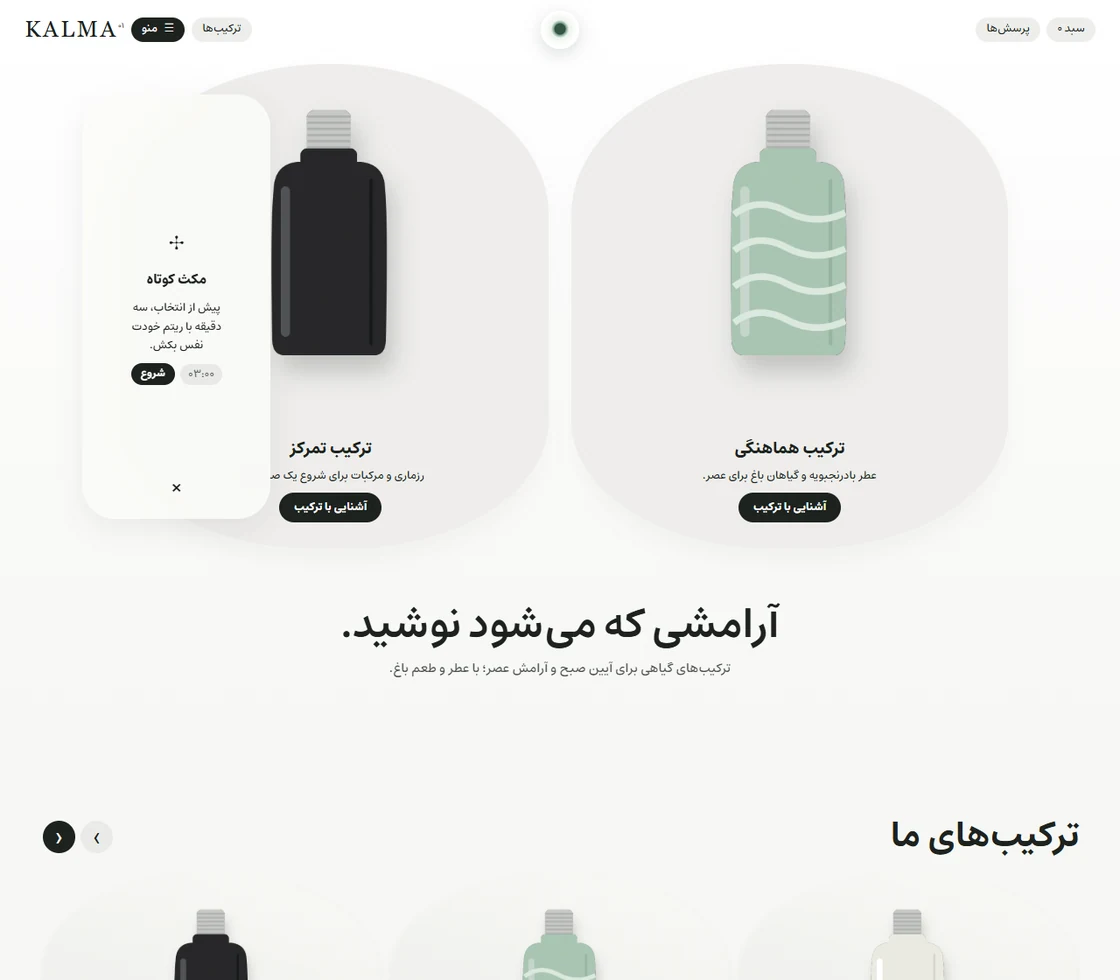 KALMA°¹
☰ منو
ترکیب‌ها
پرسش‌ها
سبد ۰
ترکیب هماهنگی
عطر بادرنجبویه و گیاهان باغ برای عصر.
آشنایی با ترکیب
ترکیب تمرکز
رزماری و مرکبات برای شروع یک
آشنایی با ترکیب
مکث کوتاه
پیش از انتخاب، سه
دقیقه با ریتم خودت
نفس بکش.
۰۳:۰۰
شروع
×
آرامشی که می‌شود نوشید.
ترکیب‌های گیاهی برای آیین صبح و آرامش عصر؛ با عطر و طعم باغ.
ترکیب‌های ما